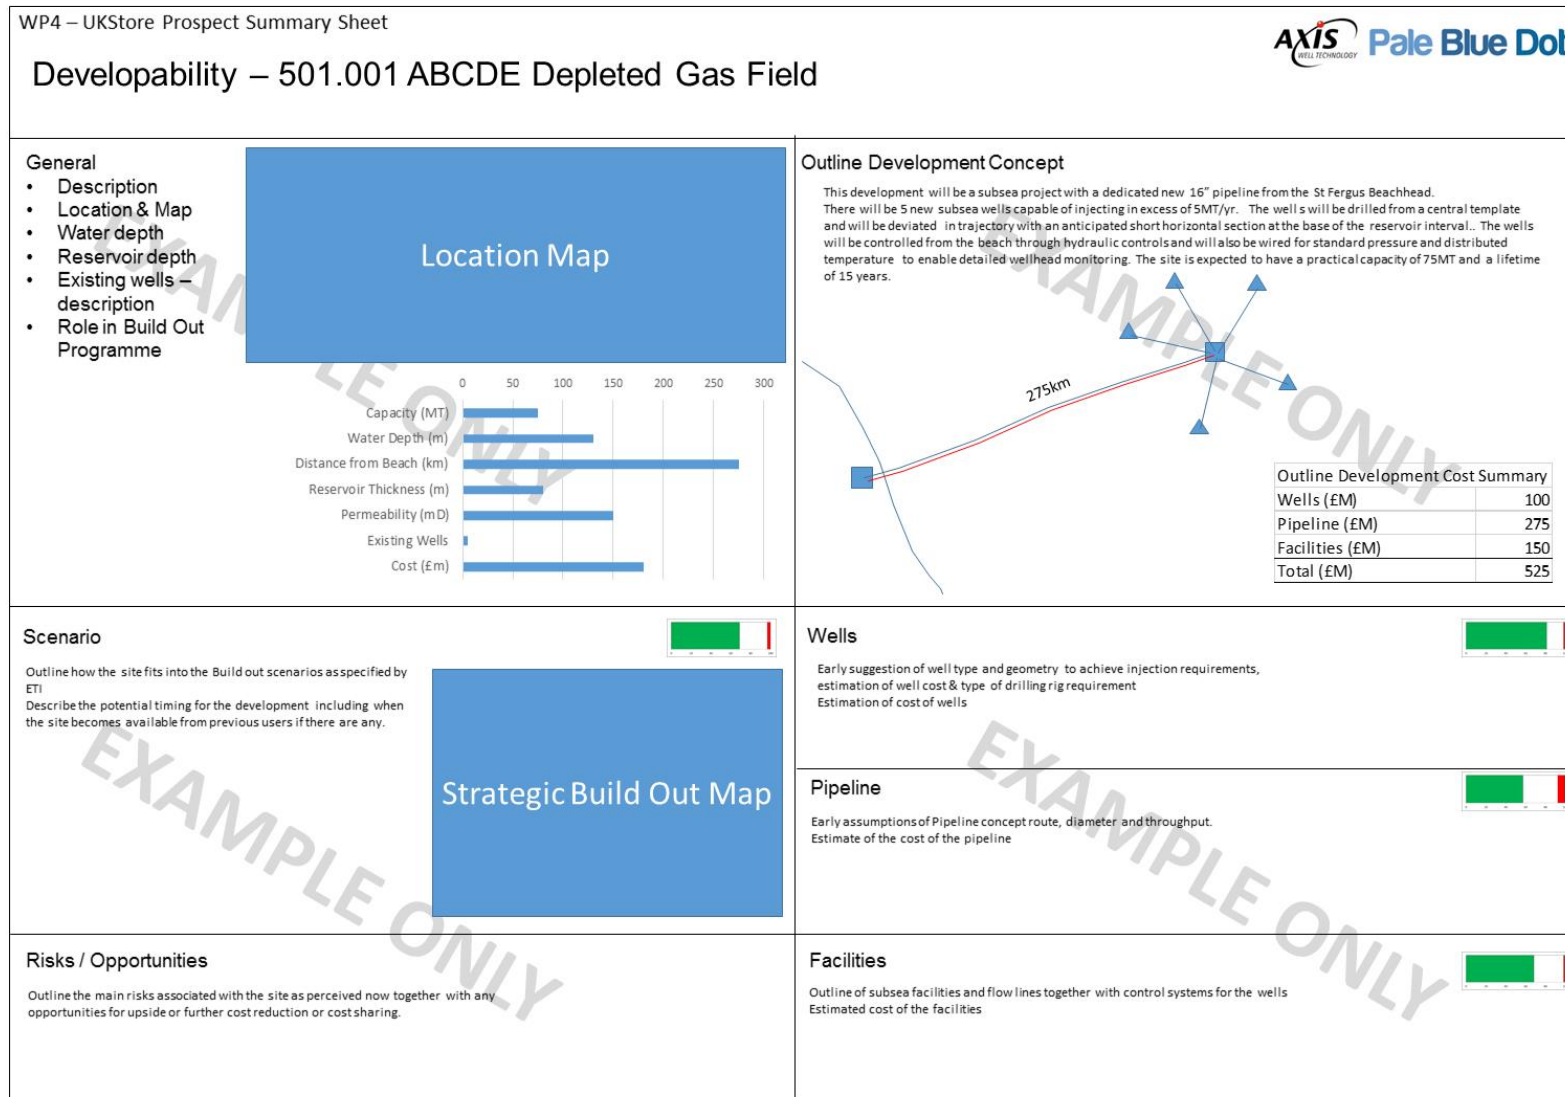 WP4 – UKStore Prospect Summary Sheet
Developability – 501.001 ABCDE Depleted Gas Field
AXIS
WELL TECHNOLOGY
Pale Blue Dot
General
• Description
• Location & Map
• Water depth
• Reservoir depth
• Existing wells –
description
• Role in Build Out
Programme
Location Map
0 50 100 150 200 250 300
Capacity (MT)
Water Depth (m)
Distance from Beach (km)
Reservoir Thickness (m)
Permeability (mD)
Existing Wells
Cost (£m)
EXAMPLE ONLY
Outline Development Concept
This development will be a subsea project with a dedicated new 16” pipeline from the St Fergus Beachhead.
There will be 5 new subsea wells capable of injecting in excess of 5MT/yr. The well s will be drilled from a central template
and will be deviated in trajectory with an anticipated short horizontal section at the base of the reservoir interval.. The wells
will be controlled from the beach through hydraulic controls and will also be wired for standard pressure and distributed
temperature to enable detailed wellhead monitoring. The site is expected to have a practical capacity of 75MT and a lifetime
of 15 years.
275km
EXAMPLE ONLY
Outline Development Cost Summary
Wells (£M) 100
Pipeline (£M) 275
Facilities (£M) 150
Total (£M) 525
Scenario
Outline how the site fits into the Build out scenarios as specified by
ETI
Describe the potential timing for the development including when
the site becomes available from previous users if there are any.
Strategic Build Out Map
EXAMPLE ONLY
Wells
Early suggestion of well type and geometry to achieve injection requirements,
estimation of well cost & type of drilling rig requirement
Estimation of cost of wells
Pipeline
Early assumptions of Pipeline concept route, diameter and throughput.
Estimate of the cost of the pipeline
EXAMPLE ONLY
Risks / Opportunities
Outline the main risks associated with the site as perceived now together with any
opportunities for upside or further cost reduction or cost sharing.
Facilities
Outline of subsea facilities and flow lines together with control systems for the wells
Estimated cost of the facilities